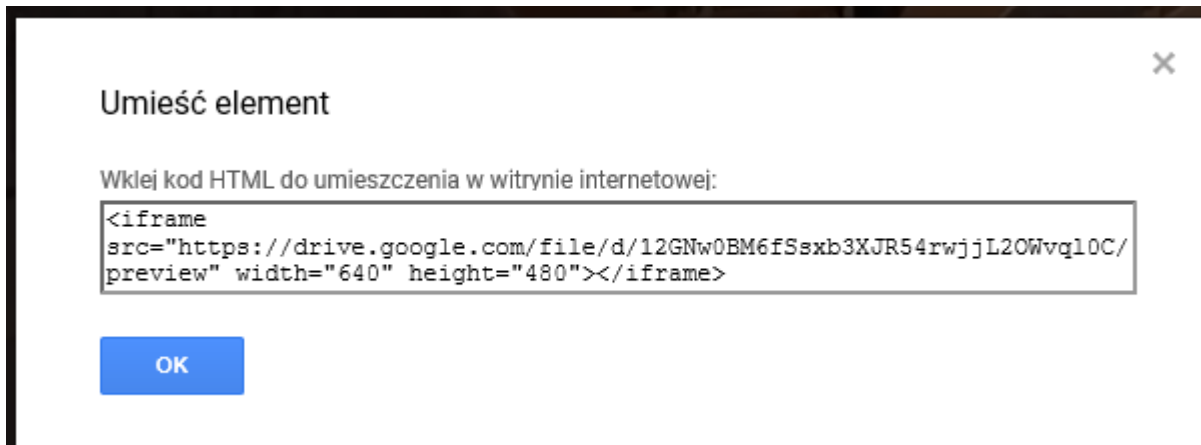 Umieść element
Wklej kod HTML do umieszczenia w witrynie internetowej:
<iframe
src="https://drive.google.com/file/d/12GNw0BM6fSsxb3XJR54rwjjL2OWvql0C/
preview" width="640" height="480"></iframe>
OK